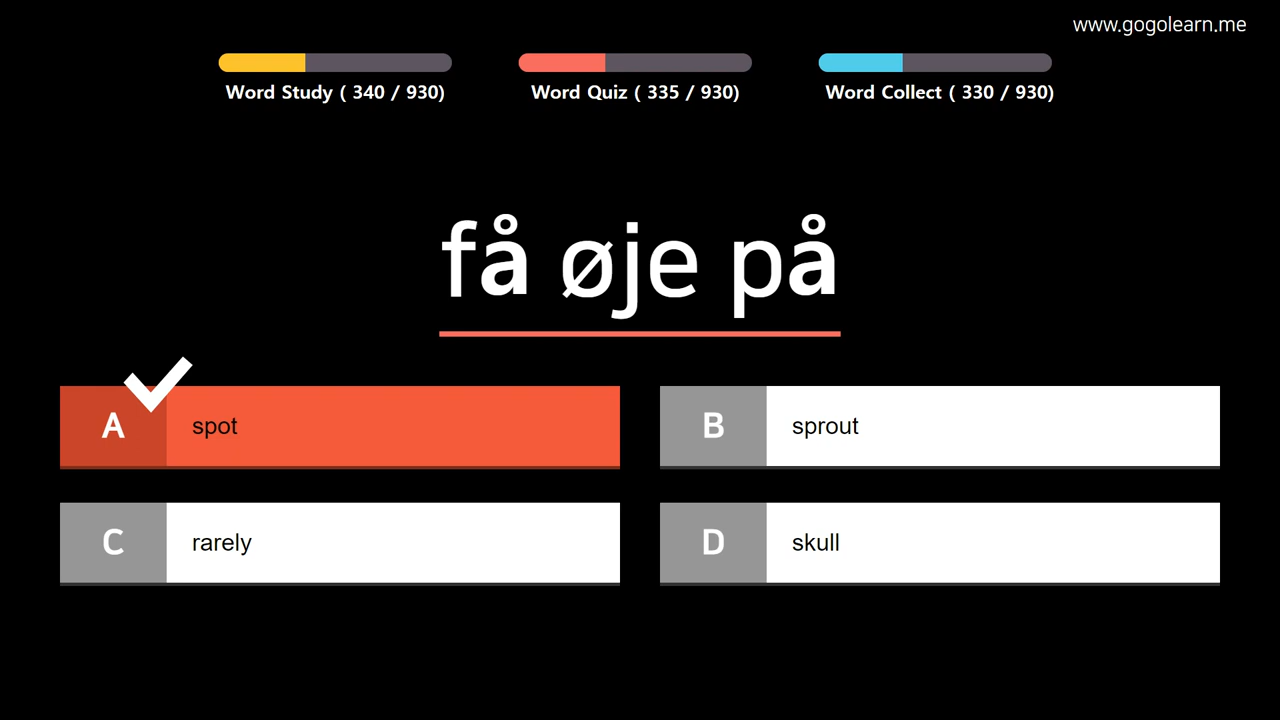 www.gogolearn.me
Word Study ( 340 / 930)
Word Quiz ( 335 / 930)
Word Collect ( 330 / 930)
få øje på
A spot
B sprout
C rarely
D skull